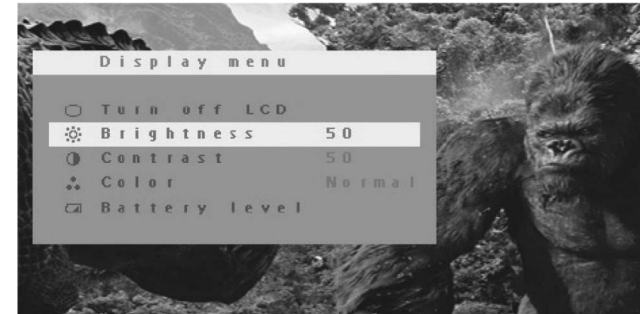 Display menu
Turn off LCD
Brightness 50
Contrast 50
Color Normal
Battery level